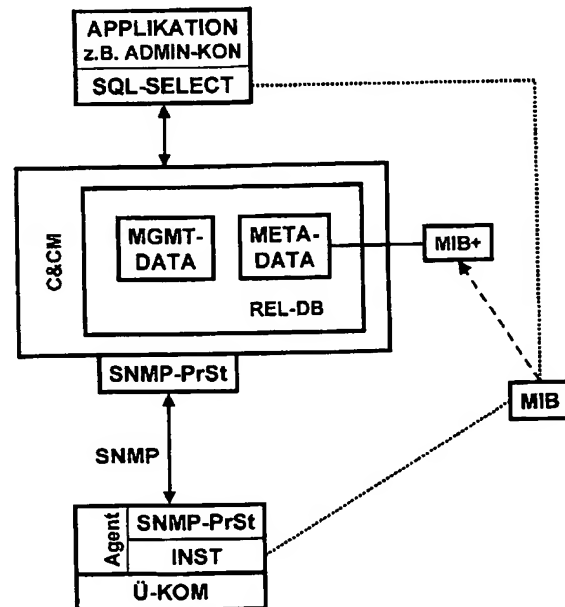 APPLIKATION
z.B. ADMIN-KON
SQL-SELECT
C&CM
MGMT-
DATA
META-
DATA
MIB+
REL-DB
SNMP-PrSt
MIB
SNMP
Agent
SNMP-PrSt
INST
Ü-KOM